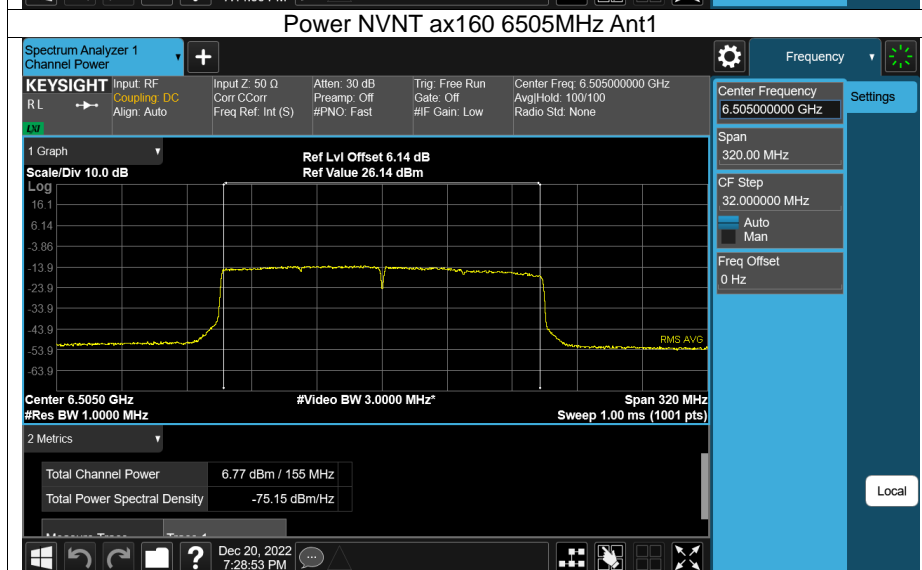 Power NVNT ax160 6505MHz Ant1
Spectrum Analyzer 1
Channel Power
+
Frequency
KEYSIGHT
Input: RF
Input Z: 50 Ω
Atten: 30 dB
Trig: Free Run
Center Freq: 6.505000000 GHz
RL
Coupling: DC
Corr CCorr
Preamp: Off
Gate: Off
Avg|Hold: 100/100
Align: Auto
Freq Ref: Int (S)
#PNO: Fast
#IF Gain: Low
Radio Std: None
LXI
Center Frequency
6.505000000 GHz
Settings
Span
320.00 MHz
CF Step
32.000000 MHz
Auto
Man
Freq Offset
0 Hz
1 Graph
Ref Lvl Offset 6.14 dB
Scale/Div 10.0 dB
Ref Value 26.14 dBm
Log
16.1
6.14
-3.86
-13.9
-23.9
-33.9
-43.9
RMS AVG
-53.9
-63.9
Center 6.5050 GHz
#Video BW 3.0000 MHz*
Span 320 MHz
#Res BW 1.0000 MHz
Sweep 1.00 ms (1001 pts)
2 Metrics
Total Channel Power
6.77 dBm / 155 MHz
Total Power Spectral Density
-75.15 dBm/Hz
Local
?
Dec 20, 2022
7:28:53 PM